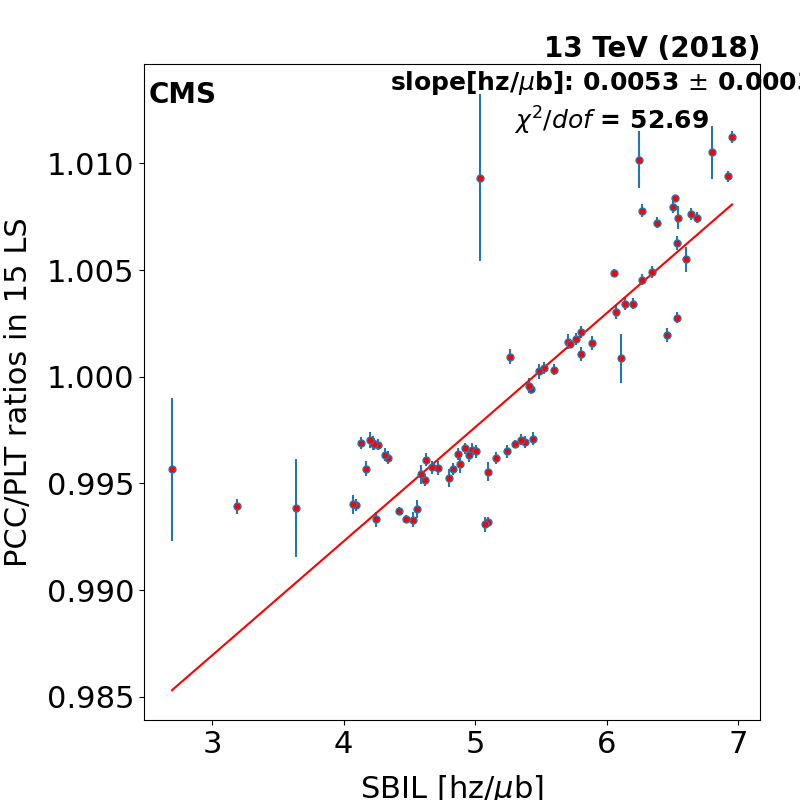 13 TeV (2018)
CMS
slope[hz/μb]: 0.0053 ± 0.0003
χ²/dof = 52.69
PCC/PLT ratios in 15 LS
1.010
1.005
1.000
0.995
0.990
0.985
3 4 5 6 7
SBIL [hz/μb]